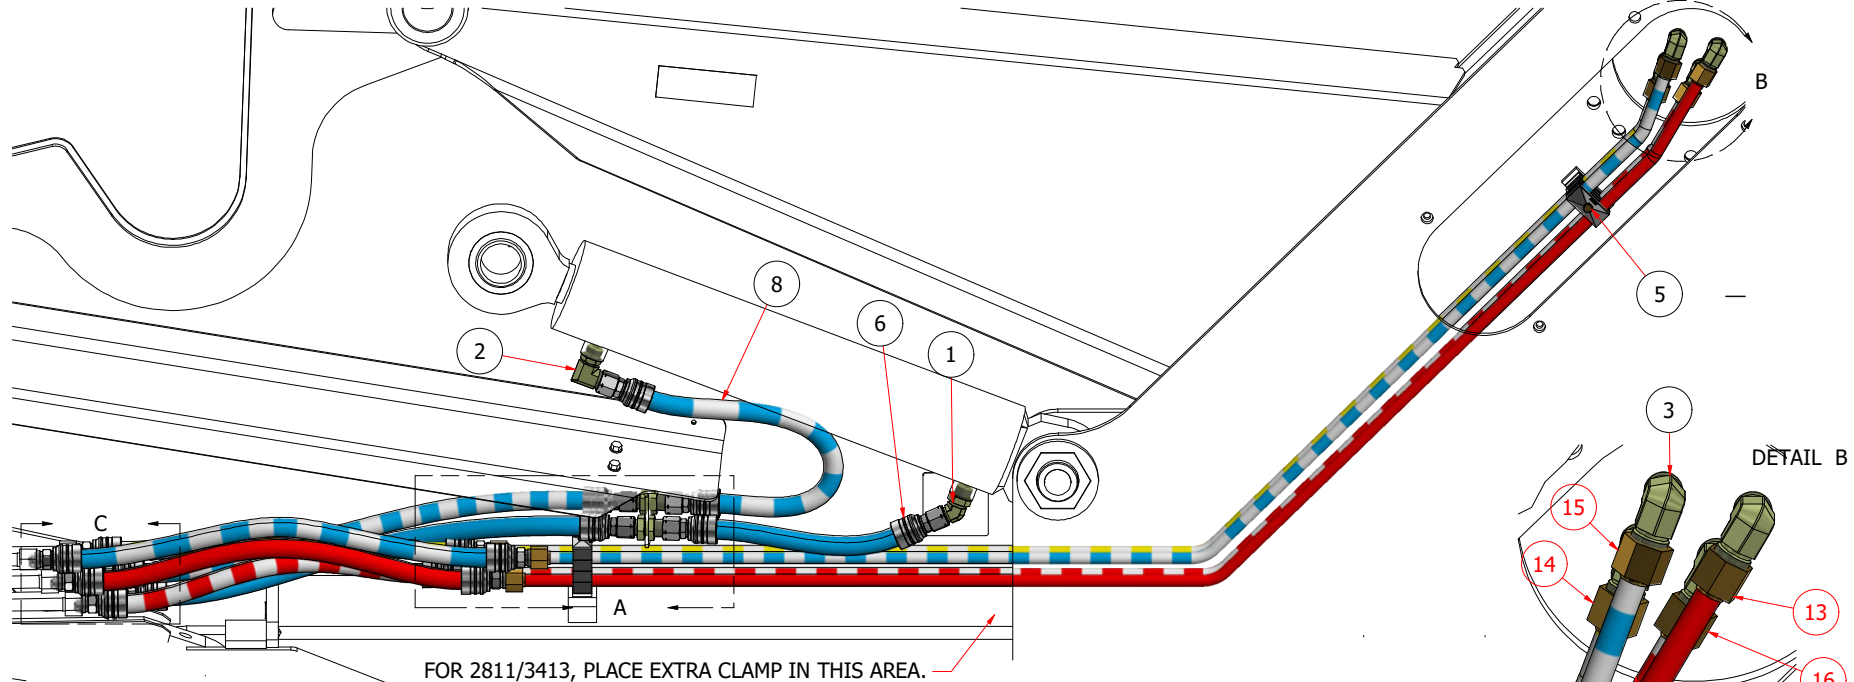 B
8
6
1
2
5
3
DETAIL B
15
C
14
13
A
16
FOR 2811/3413, PLACE EXTRA CLAMP IN THIS AREA.